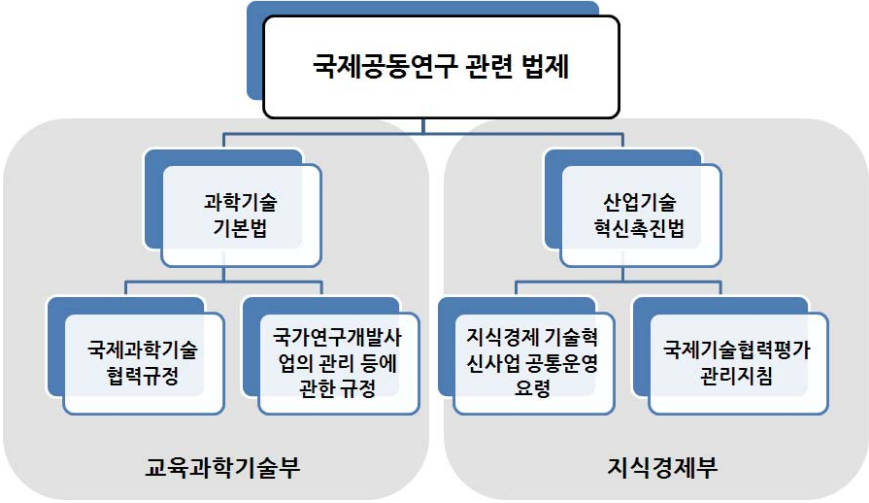 국제공동연구 관련 법제
과학기술
기본법
산업기술
혁신촉진법
국제과학기술
협력규정
국가연구개발사
업의 관리 등에
관한 규정
지식경제 기술혁
신사업 공통운영
요령
국제기술협력평가
관리지침
교육과학기술부
지식경제부